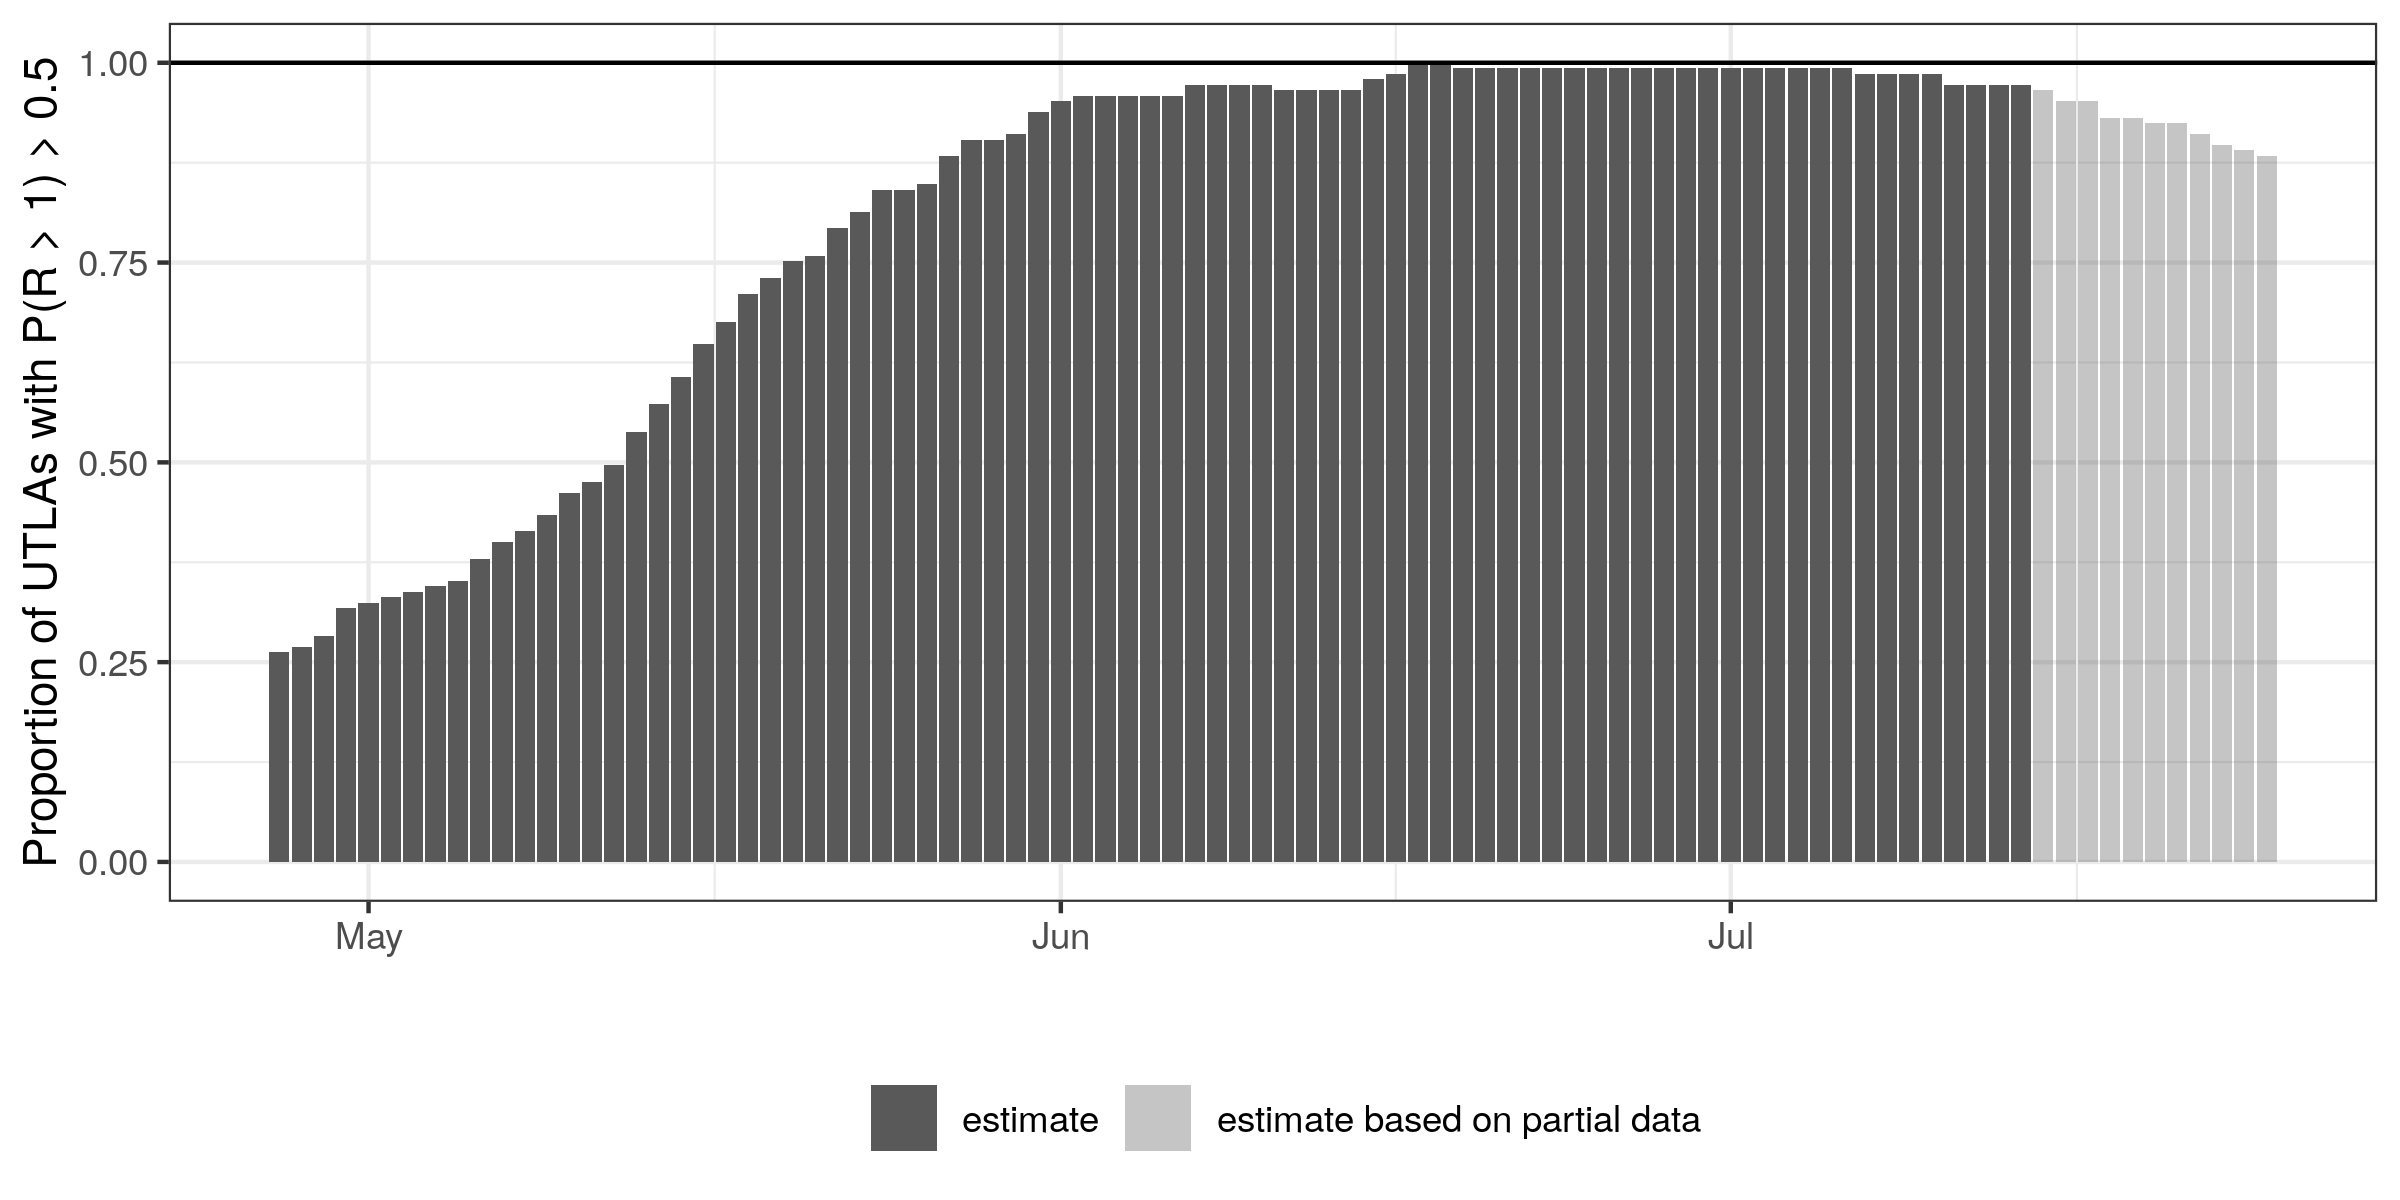 Proportion of UTLAs with P(R > 1) > 0.5
1.00
0.75
0.50
0.25
0.00
May
Jun
Jul
estimate
estimate based on partial data